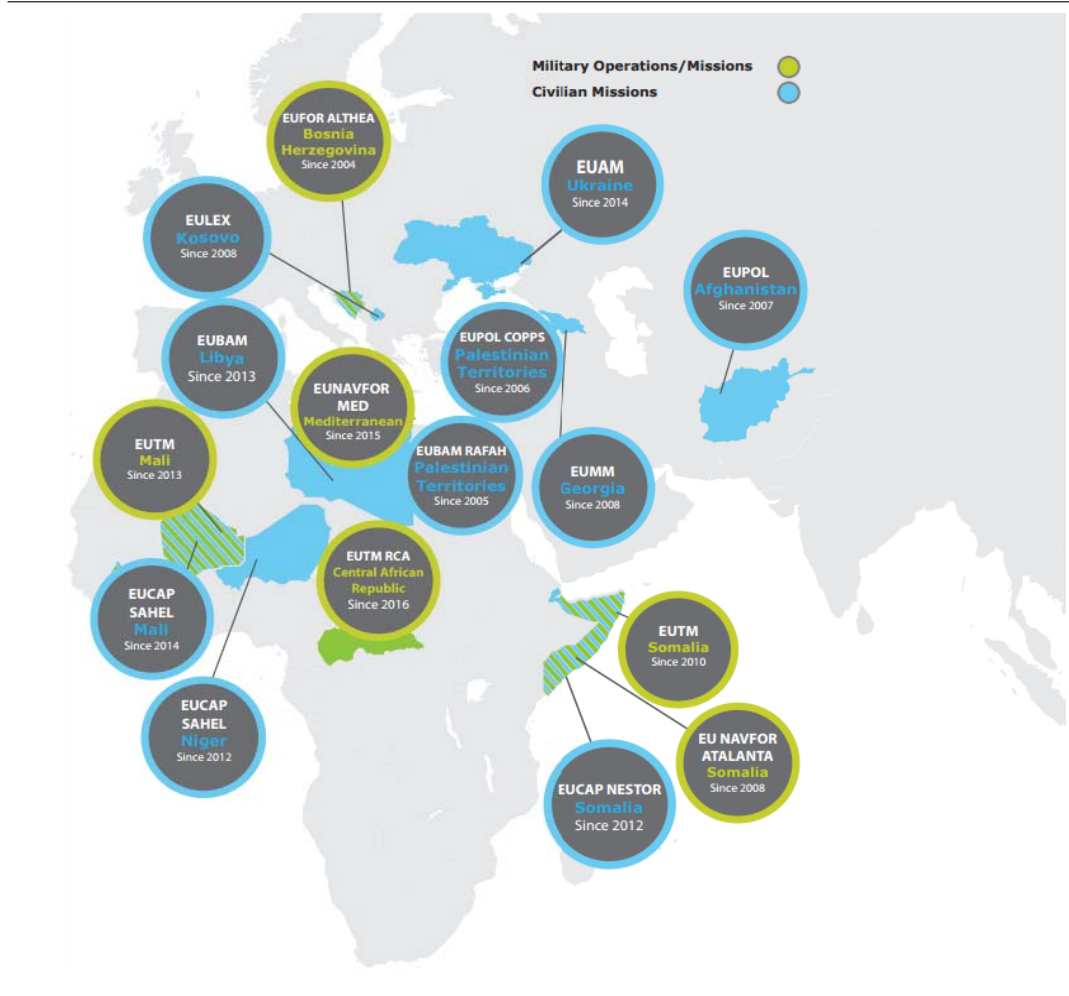 Military Operations/Missions
Civilian Missions
EUFOR ALTHEA
Bosnia
Herzegovina
Since 2004
EUAM
Ukraine
Since 2014
EULEX
Kosovo
Since 2008
EUPOL
Afghanistan
Since 2007
EUBAM
Libya
Since 2013
EUPOL COPPS
Palestinian
Territories
Since 2006
EUNAVFOR
MED
Mediterranean
Since 2015
EUTM
Mali
Since 2013
EUBAM RAFAH
Palestinian
Territories
Since 2005
EUMM
Georgia
Since 2008
EUTM RCA
Central African
Republic
Since 2016
EUCAP
SAHEL
Mali
Since 2014
EUTM
Somalia
Since 2010
EUCAP
SAHEL
Niger
Since 2012
EU NAVFOR
ATALANTA
Somalia
Since 2008
EUCAP NESTOR
Somalia
Since 2012